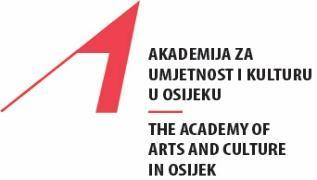 AKADEMIJA ZA
UMJETNOST I KULTURU
U OSIJEKU
THE ACADEMY OF
ARTS AND CULTURE
IN OSIJEK